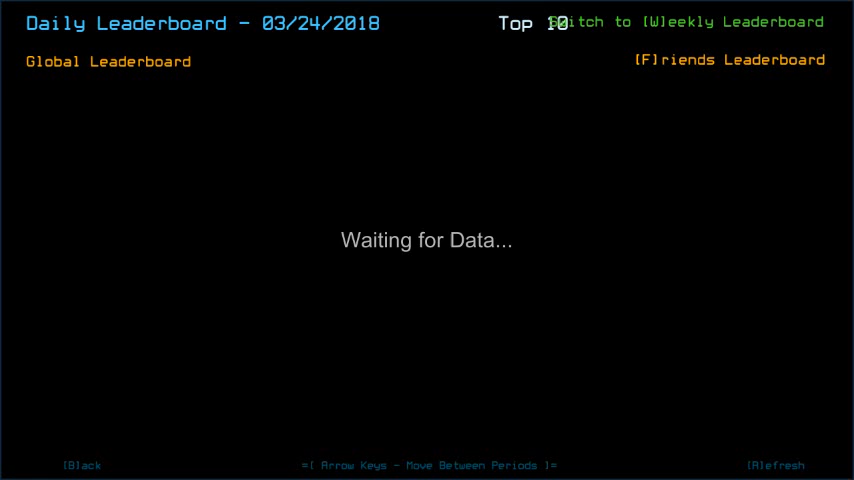 Daily Leaderboard - 03/24/2018
Top 10
Switch to [W]eekly Leaderboard
Global Leaderboard
[F]riends Leaderboard
Waiting for Data...
[B]ack
=[ Arrow Keys - Move Between Periods ]=
[R]efresh